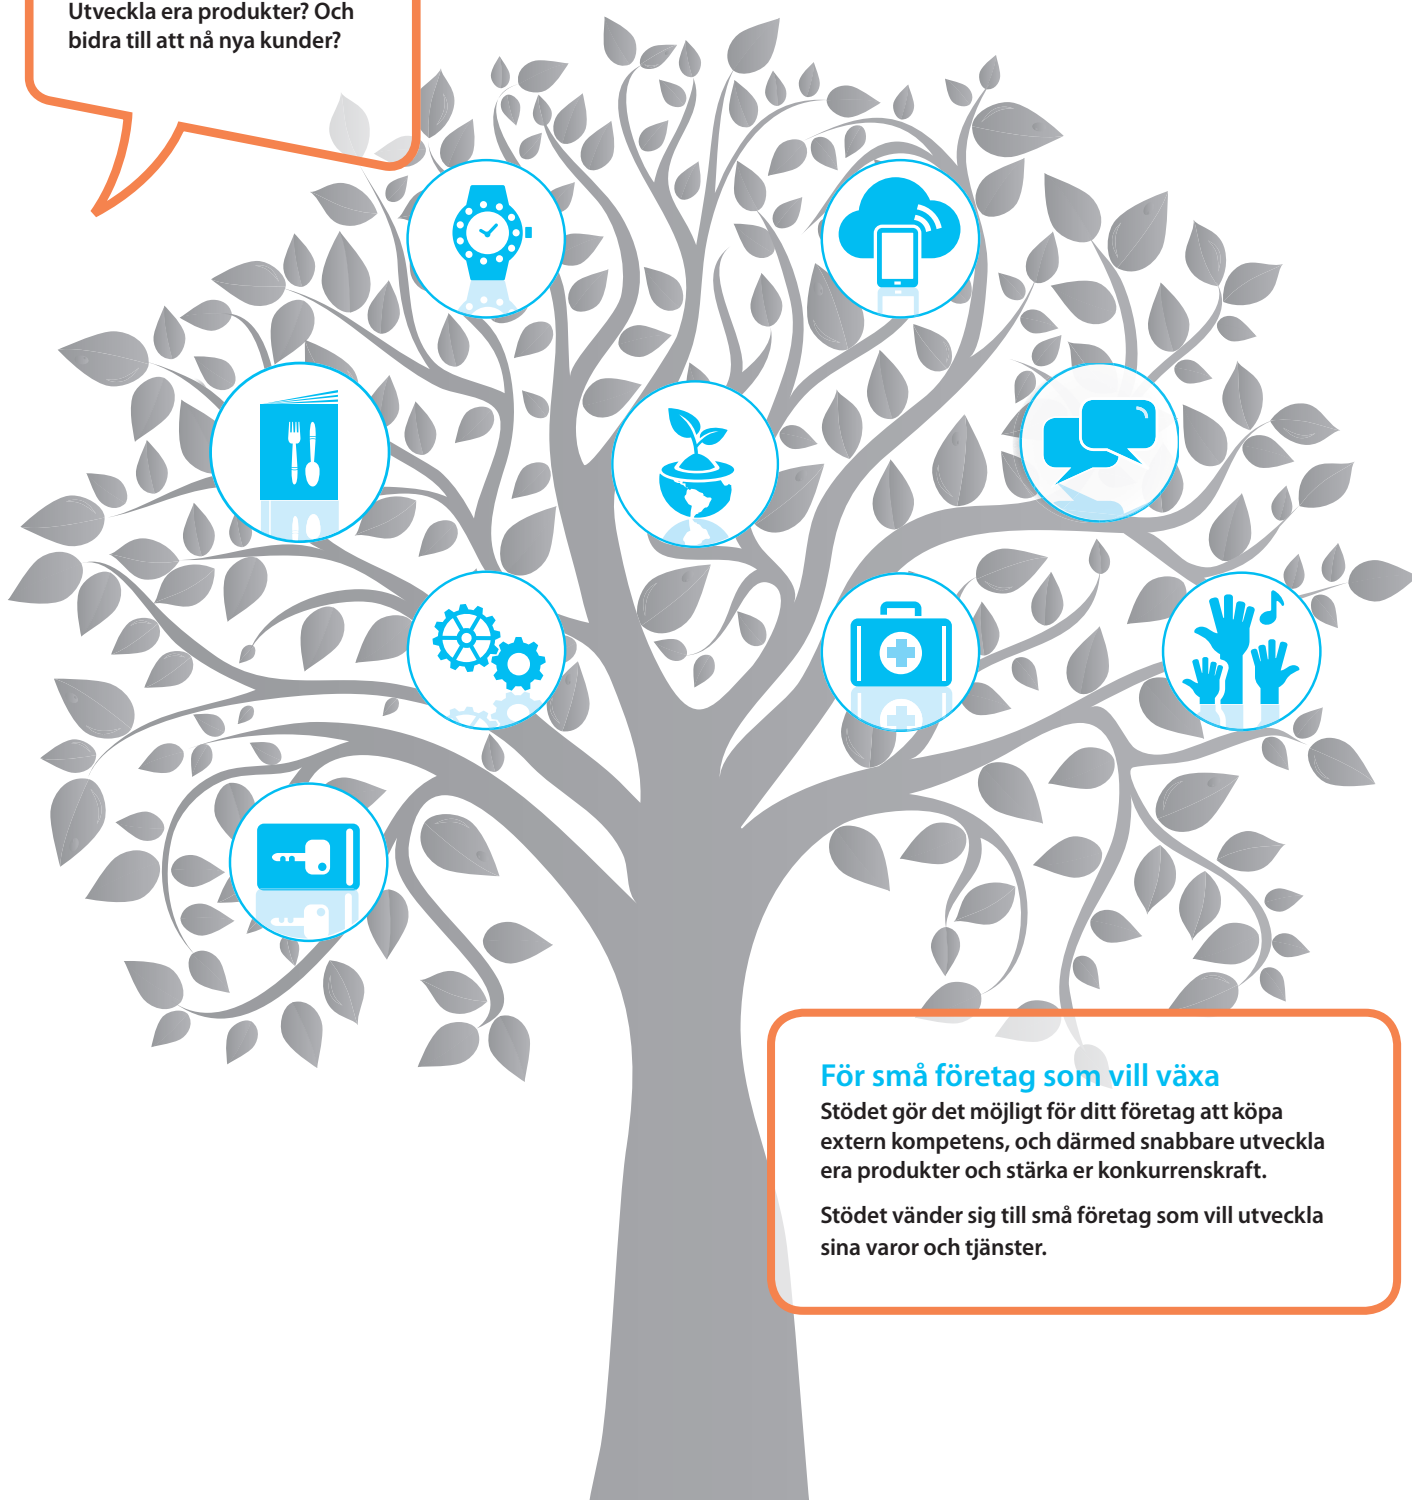 Utveckla era produkter? Och
bidra till att nå nya kunder?
För små företag som vill växa
Stödet gör det möjligt för ditt företag att köpa
extern kompetens, och därmed snabbare utveckla
era produkter och stärka er konkurrenskraft.
Stödet vänder sig till små företag som vill utveckla
sina varor och tjänster.